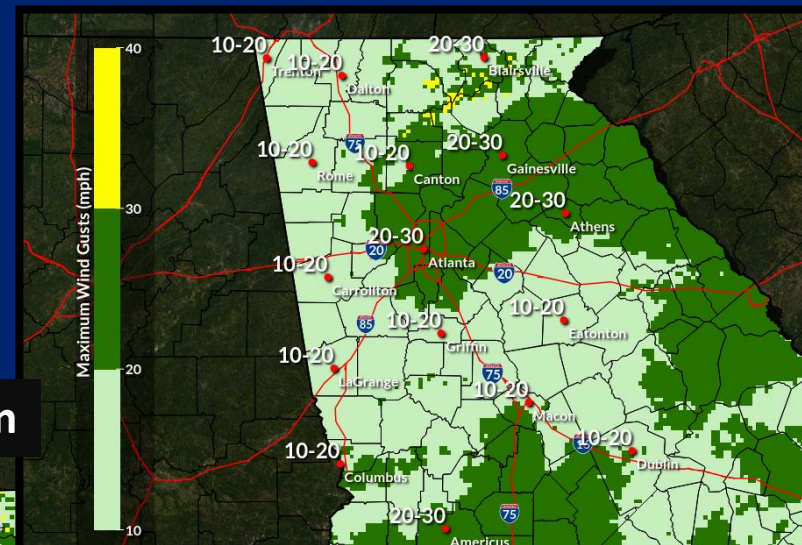 Maximum Wind Gusts (mph)
40
30
20
10
10-20
Trenton
10-20
Dalton
20-30
Blairsville
10-20
Rome
75
10-20
Canton
20-30
Gainesville
85
20-30
Athens
20
20-30
Atlanta
20
10-20
Carrollton
85
10-20
Griffin
10-20
Eatonton
10-20
LaGrange
75
10-20
Macon
10-20
Columbus
10-20
Dublin
20-30
Americus
75